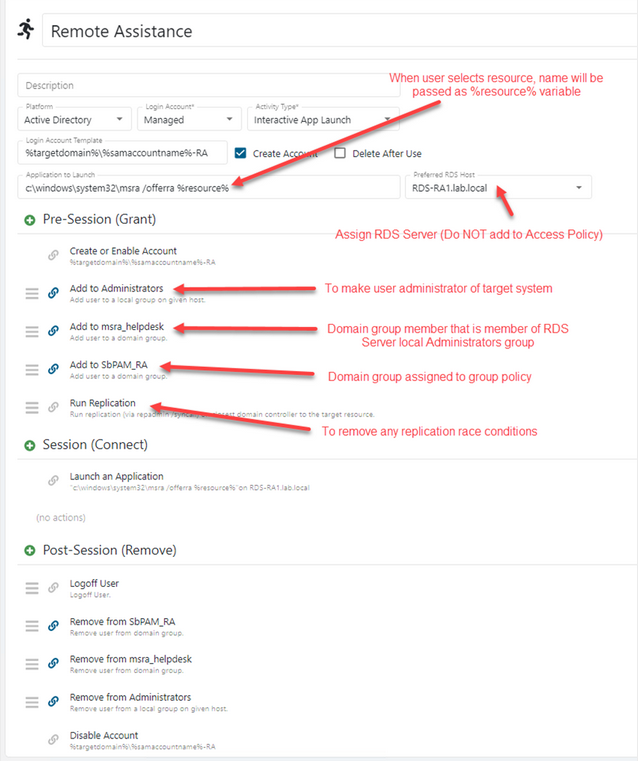 Remote Assistance
When user selects resource, name will be
passed as %resource% variable
Description
Platform
Active Directory
Login Account*
Managed
Activity Type*
Interactive App Launch
Login Account Template
%targetdomain%\%samaccountname%-RA
Create Account
Delete After Use
Application to Launch
c:\windows\system32\msra /offerra %resource%
Preferred RDS Host
RDS-RA1.lab.local
Assign RDS Server (Do NOT add to Access Policy)
Pre-Session (Grant)
Create or Enable Account
%targetdomain%\%samaccountname%-RA
Add to Administrators
Add user to a local group on given host.
To make user administrator of target system
Add to msra_helpdesk
Add user to a domain group.
Domain group member that is member of RDS
Server local Administrators group
Add to SbPAM_RA
Add user to a domain group.
Domain group assigned to group policy
Run Replication
Run replication (via repadmin /syncall, nearest domain controller to the target resource.
To remove any replication race conditions
Session (Connect)
Launch an Application
"c:\windows\system32\msra /offerra %resource%"on RDS-RA1.lab.local
(no actions)
Post-Session (Remove)
Logoff User
Logoff User.
Remove from SbPAM_RA
Remove user from domain group.
Remove from msra_helpdesk
Remove user from domain group.
Remove from Administrators
Remove user from a local group on given host.
Disable Account
%targetdomain%\%samaccountname%-RA